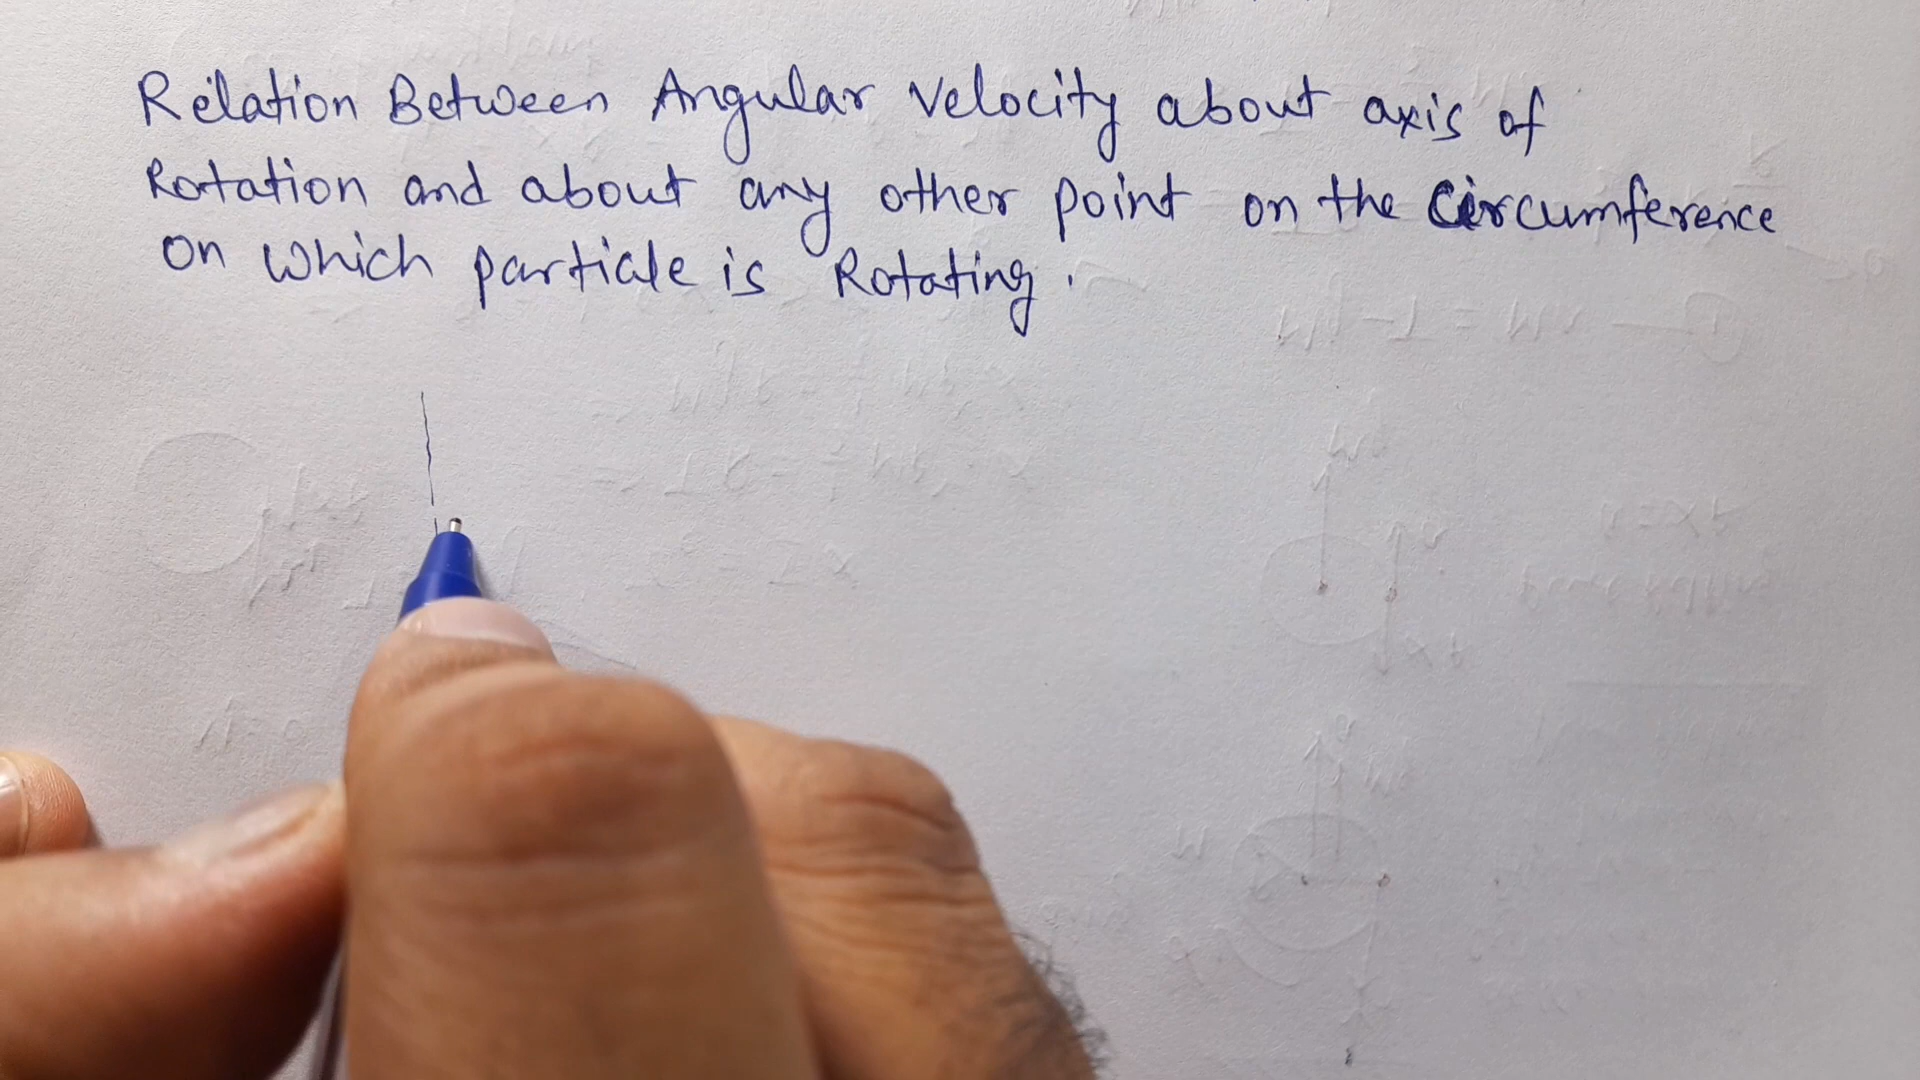 Relation Between Angular Velocity about axis of
Rotation and about any other point on the Circumference
on which particle is Rotating.